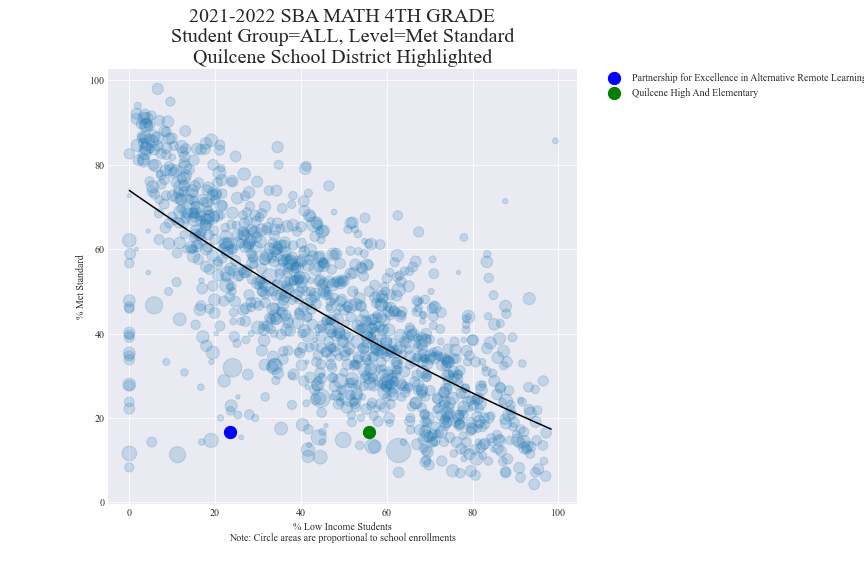 2021-2022 SBA MATH 4TH GRADE
Student Group=ALL, Level=Met Standard
Quilcene School District Highlighted
Partnership for Excellence in Alternative Remote Learning
Quilcene High And Elementary
% Met Standard
100
80
60
40
20
0
0 20 40 60 80 100
% Low Income Students
Note: Circle areas are proportional to school enrollments